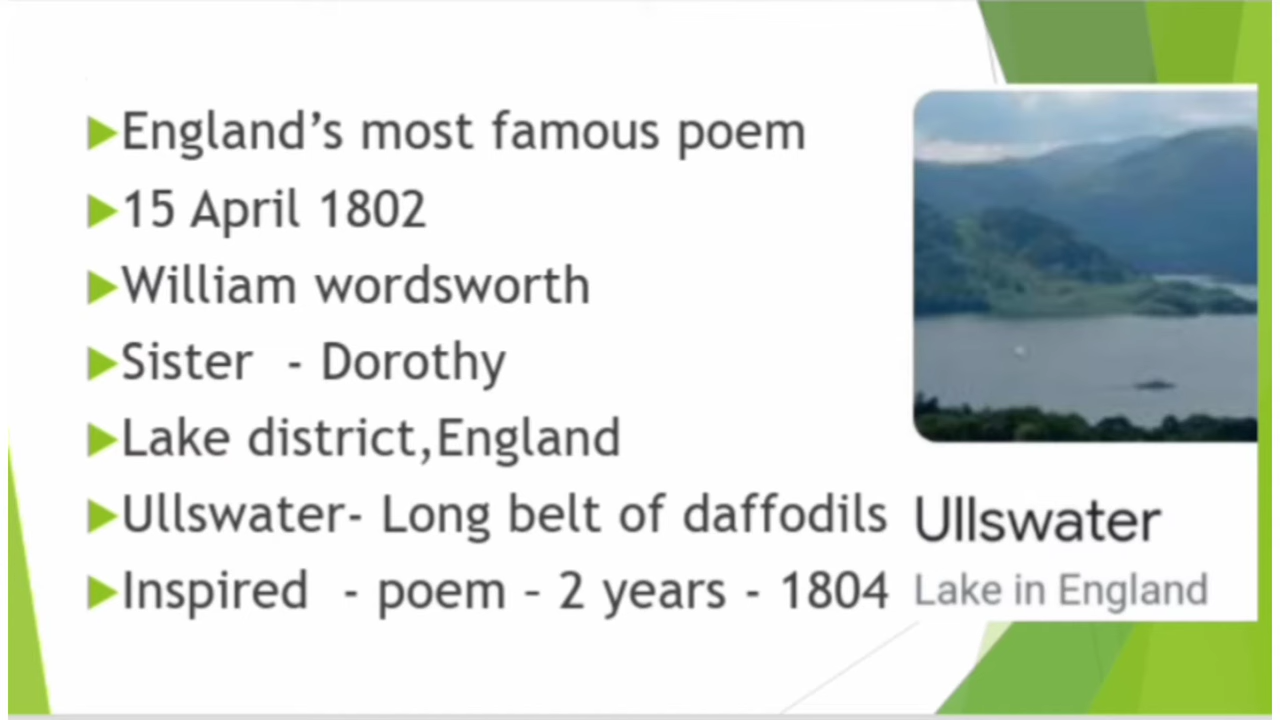 England’s most famous poem
15 April 1802
William wordsworth
Sister - Dorothy
Lake district,England
Ullswater- Long belt of daffodils
Inspired - poem – 2 years - 1804
Ullswater
Lake in England